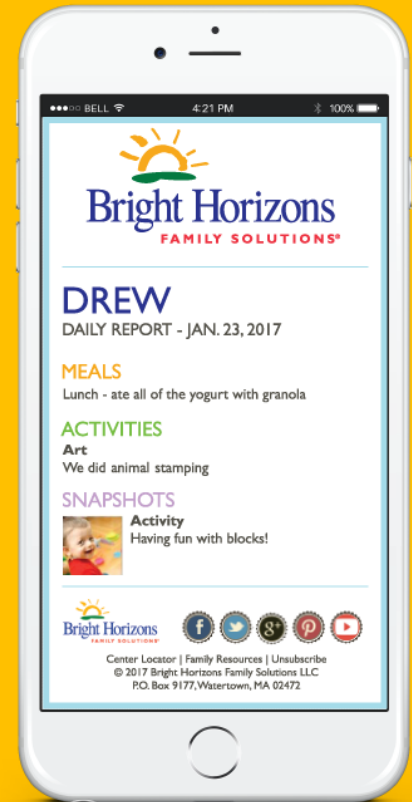 BELL 4:21 PM 100%
Bright Horizons
FAMILY SOLUTIONS®
DREW
DAILY REPORT - JAN. 23, 2017
MEALS
Lunch - ate all of the yogurt with granola
ACTIVITIES
Art
We did animal stamping
SNAPSHOTS
Activity
Having fun with blocks!
Bright Horizons
FAMILY SOLUTIONS
f g+ p
Center Locator | Family Resources | Unsubscribe
© 2017 Bright Horizons Family Solutions LLC
P.O. Box 9177, Watertown, MA 02472